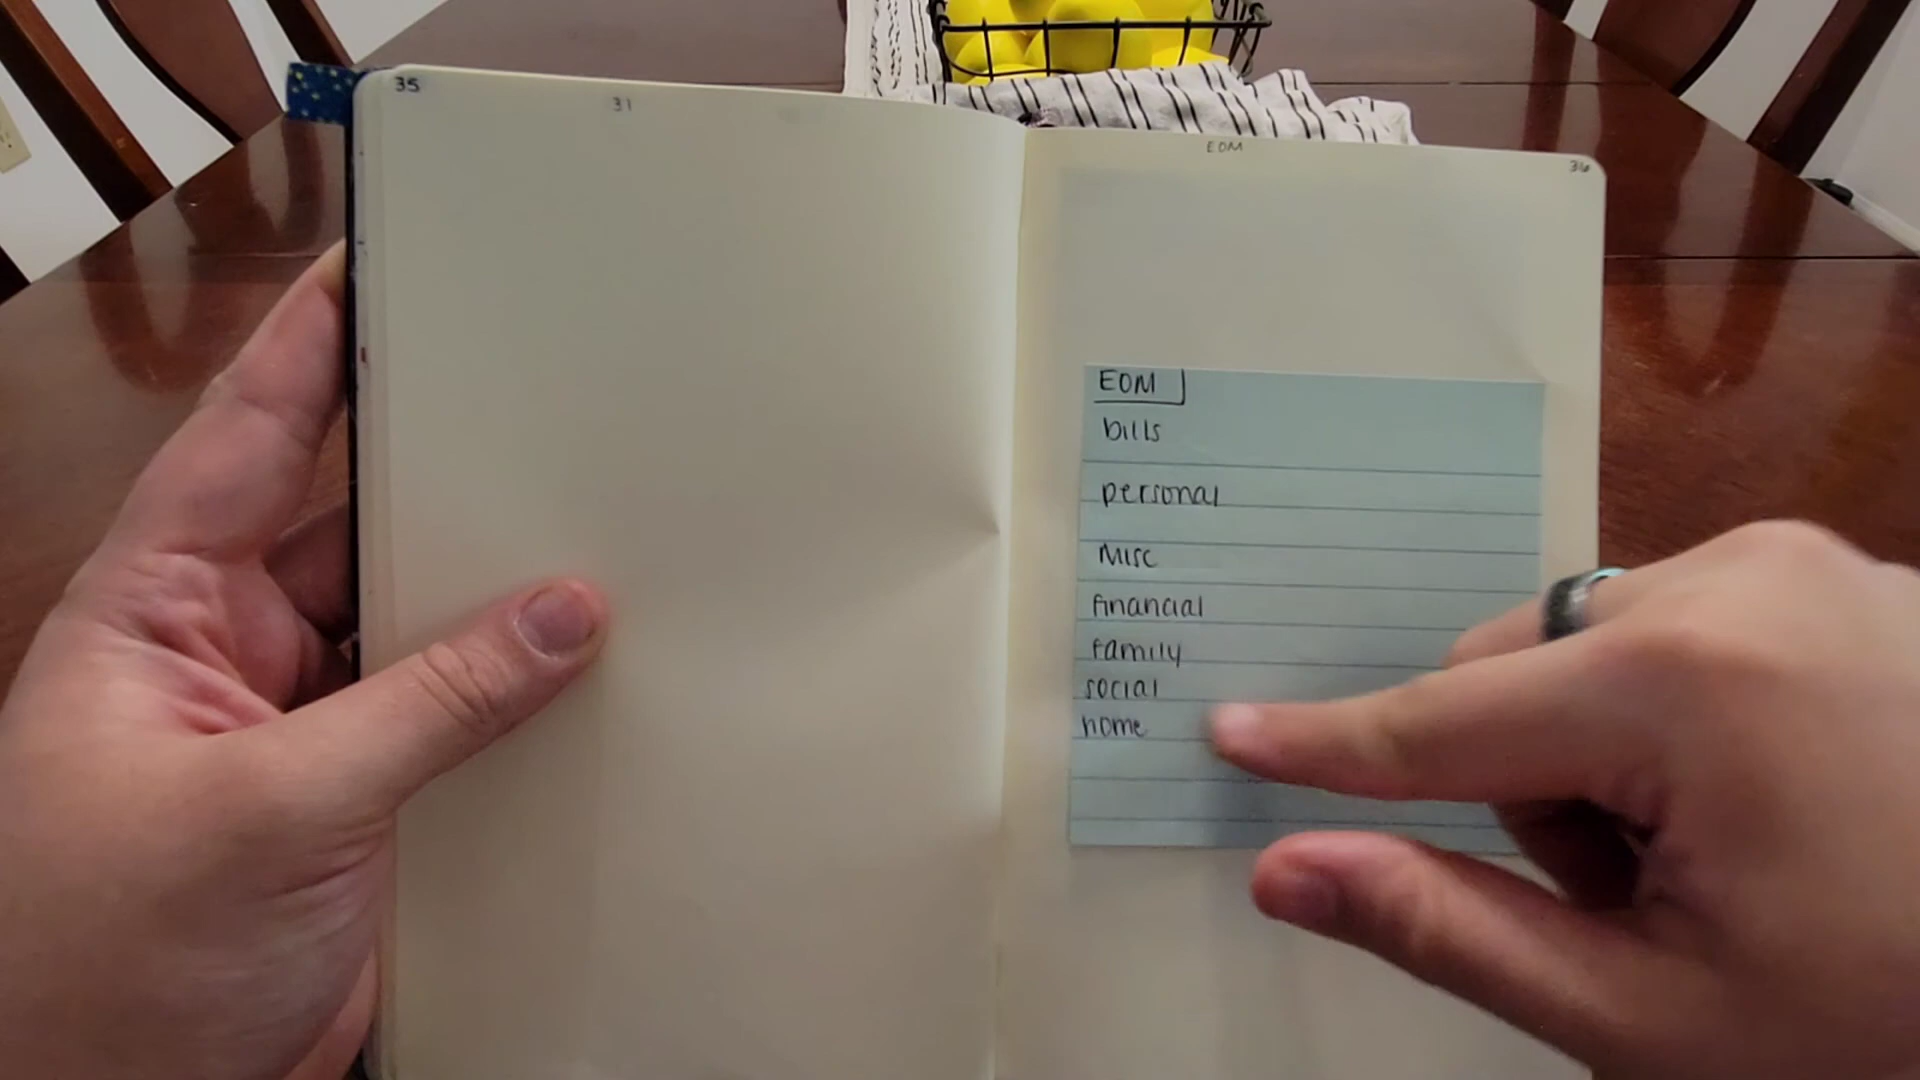 35
31
EOM
36
EOM
bills
personal
Misc
financial
family
social
home